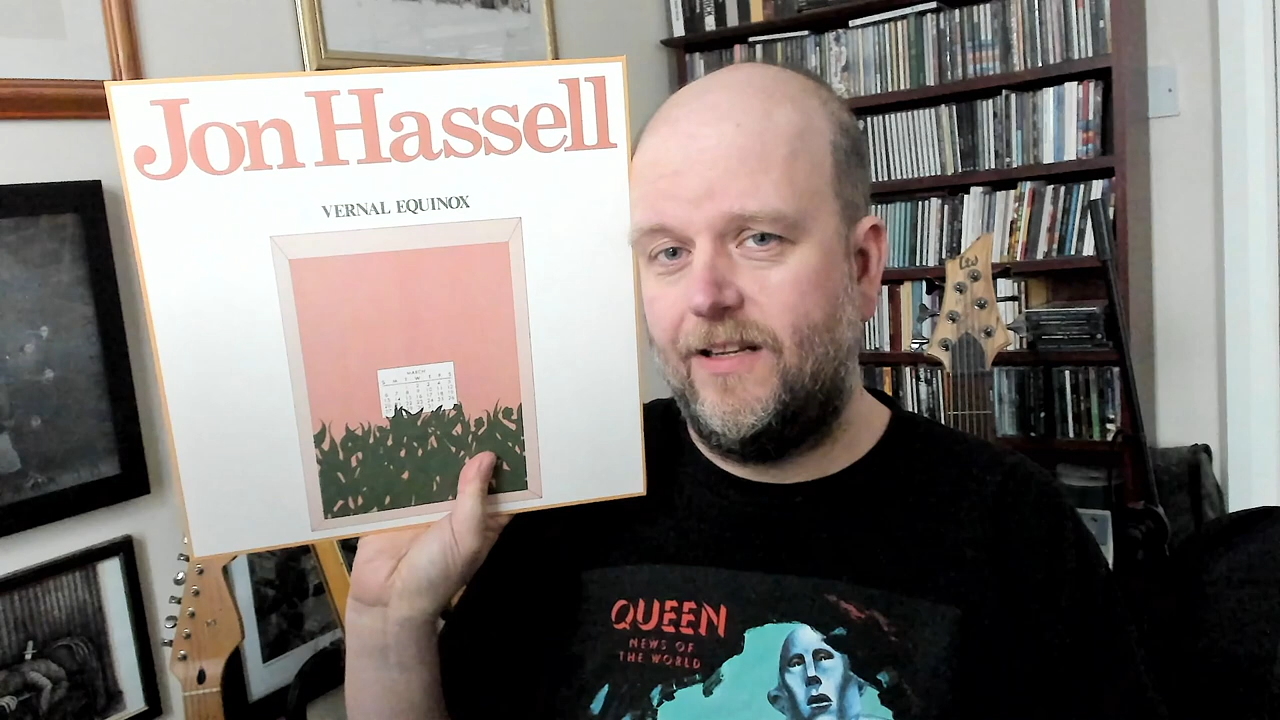 Jon Hassell
VERNAL EQUINOX
MARCH
S M T W T F S
QUEEN
NEWS OF
THE WORLD